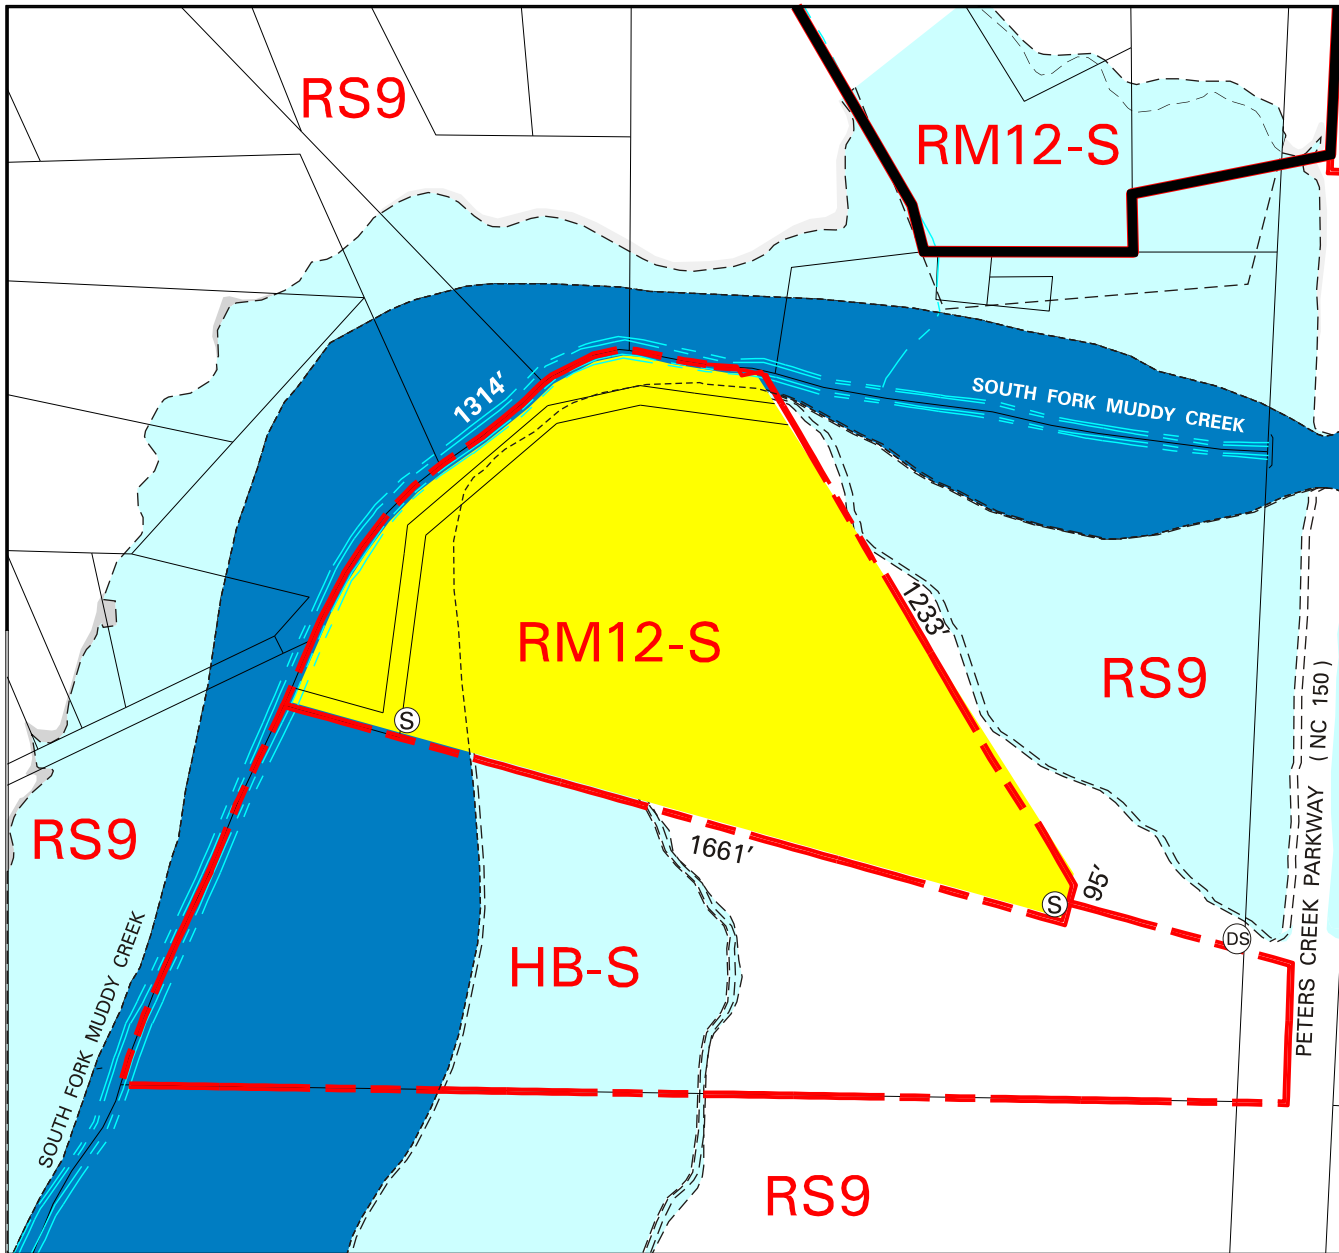 RS9
RM12-S
1314'
SOUTH FORK MUDDY CREEK
1233'
RM12-S
RS9
S
RS9
1661'
95'
S
DS
PETERS CREEK PARKWAY (NC 150)
HB-S
SOUTH FORK MUDDY CREEK
RS9